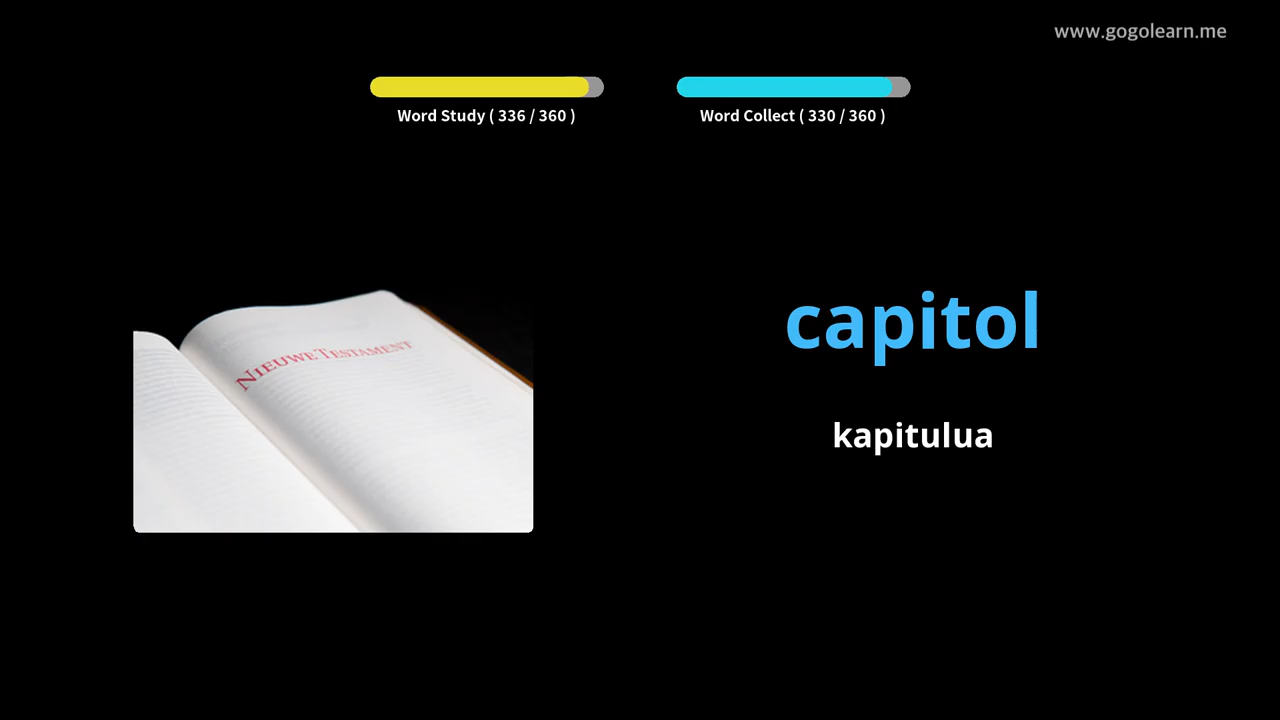 www.gogolearn.me
Word Study ( 336 / 360 )
Word Collect ( 330 / 360 )
NIEUWE TESTAMENT
capitol
kapitulua